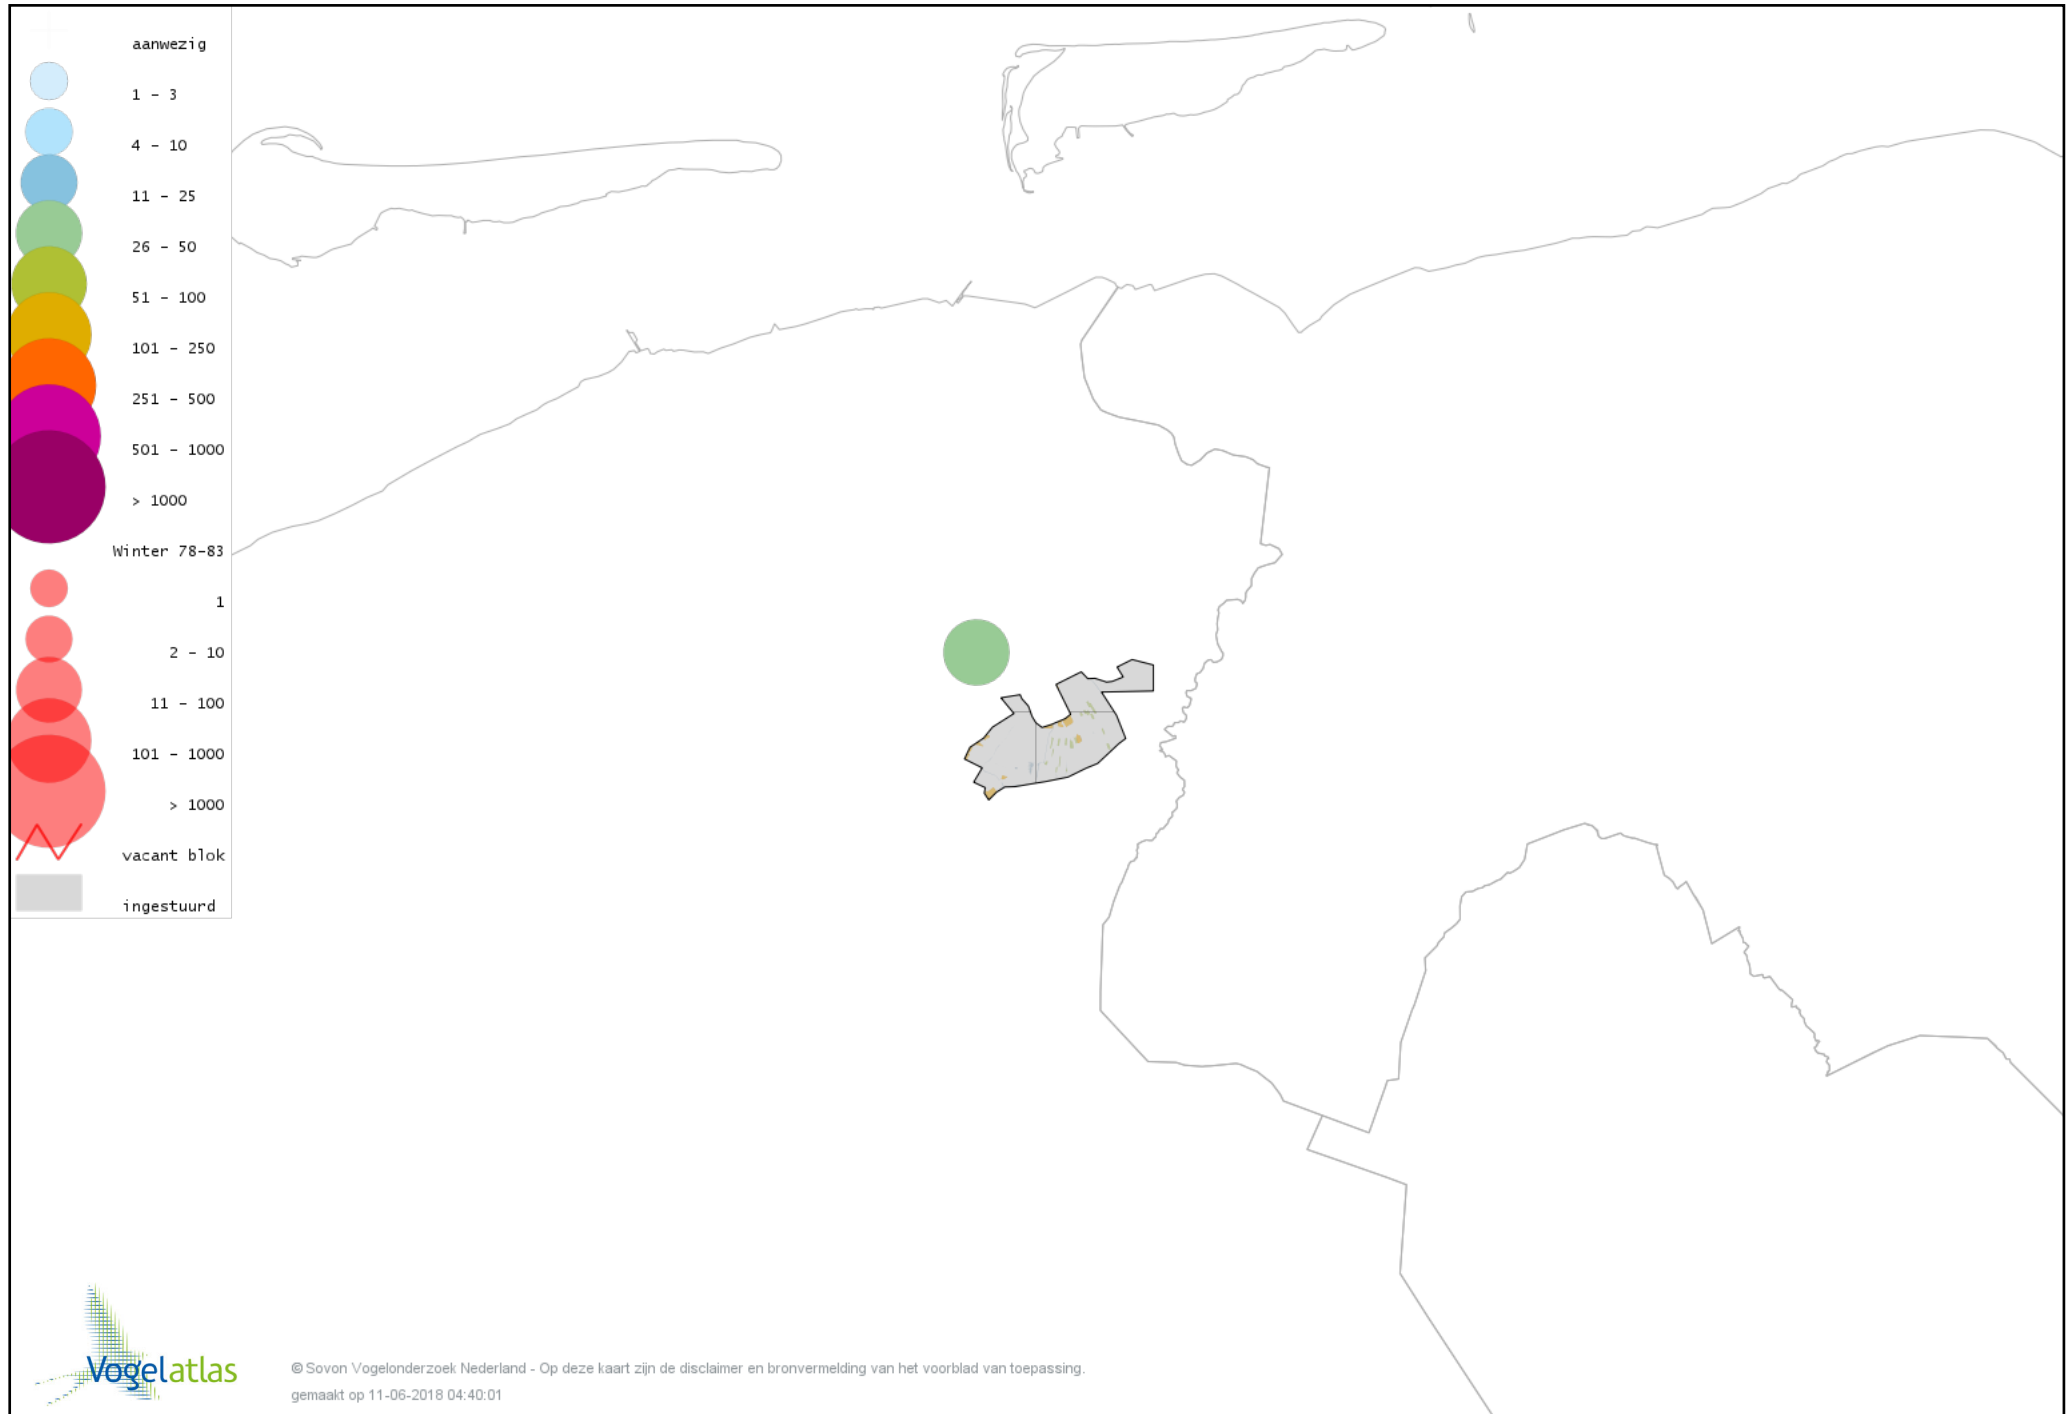 aanwezig
1 - 3
4 - 10
11 - 25
26 - 50
51 - 100
101 - 250
251 - 500
501 - 1000
> 1000
Winter 78-83
1
2 - 10
11 - 100
101 - 1000
> 1000
vacant blok
ingestuurd
Vogelatlas
© Sovon Vogelonderzoek Nederland - Op deze kaart zijn de disclaimer en bronvermelding van het voorblad van toepassing.
gemaakt op 11-06-2018 04:40:01